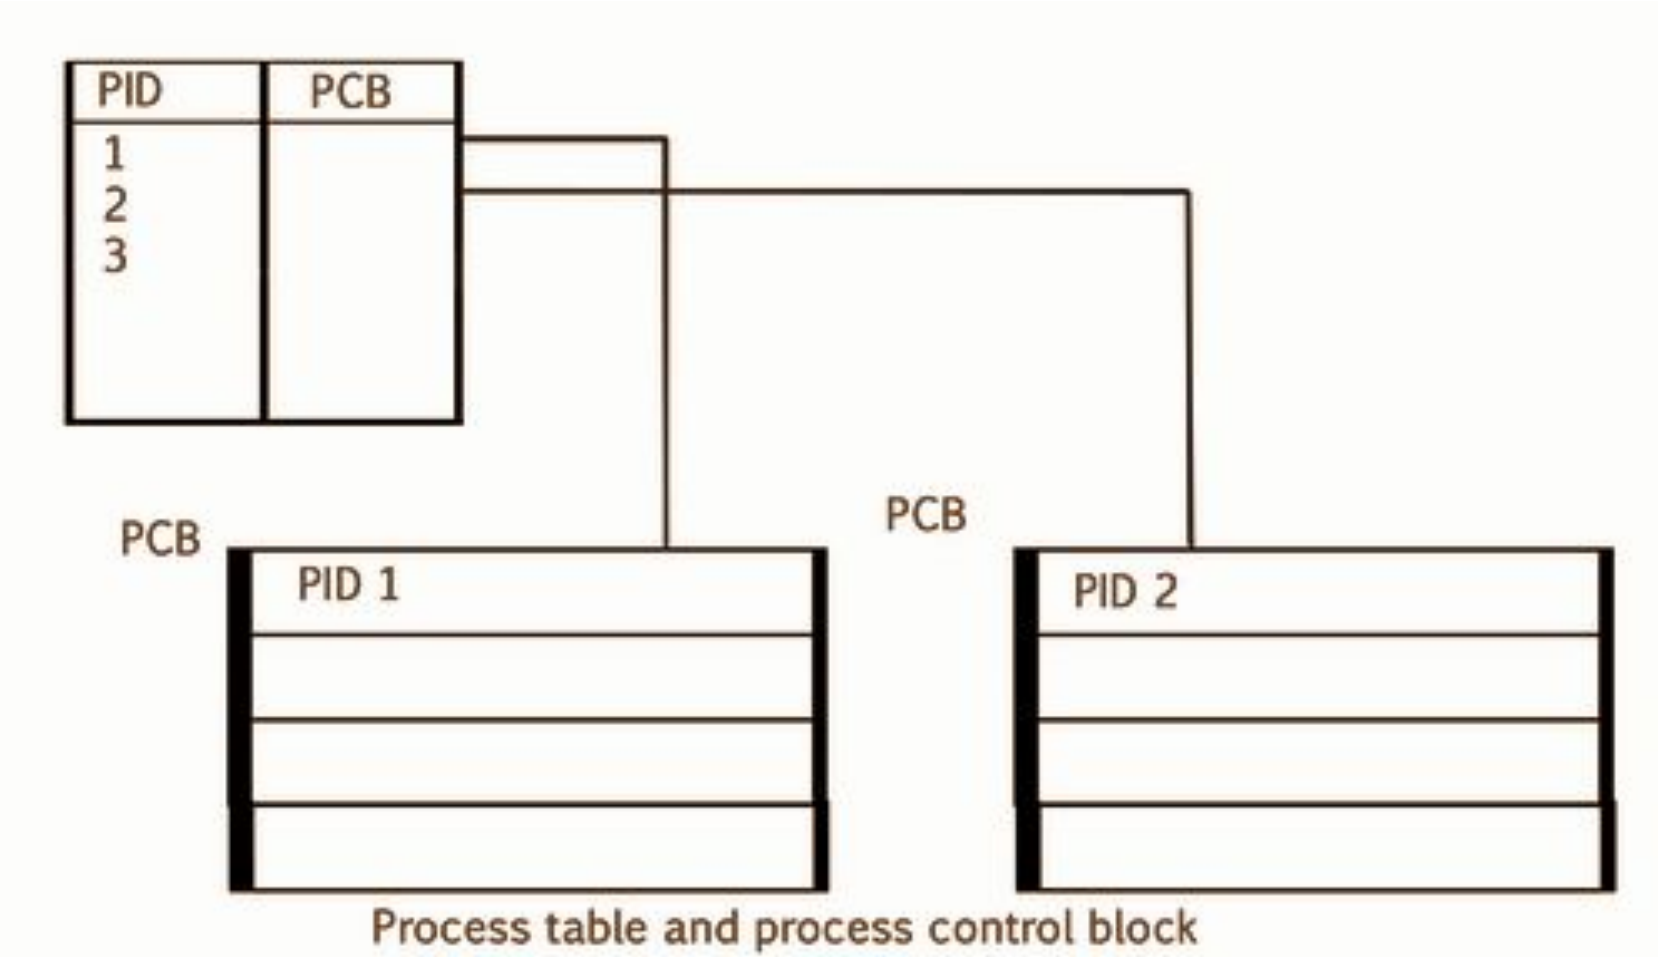 PID PCB
1
2
3
PCB
PCB
PID 1
PID 2
Process table and process control block